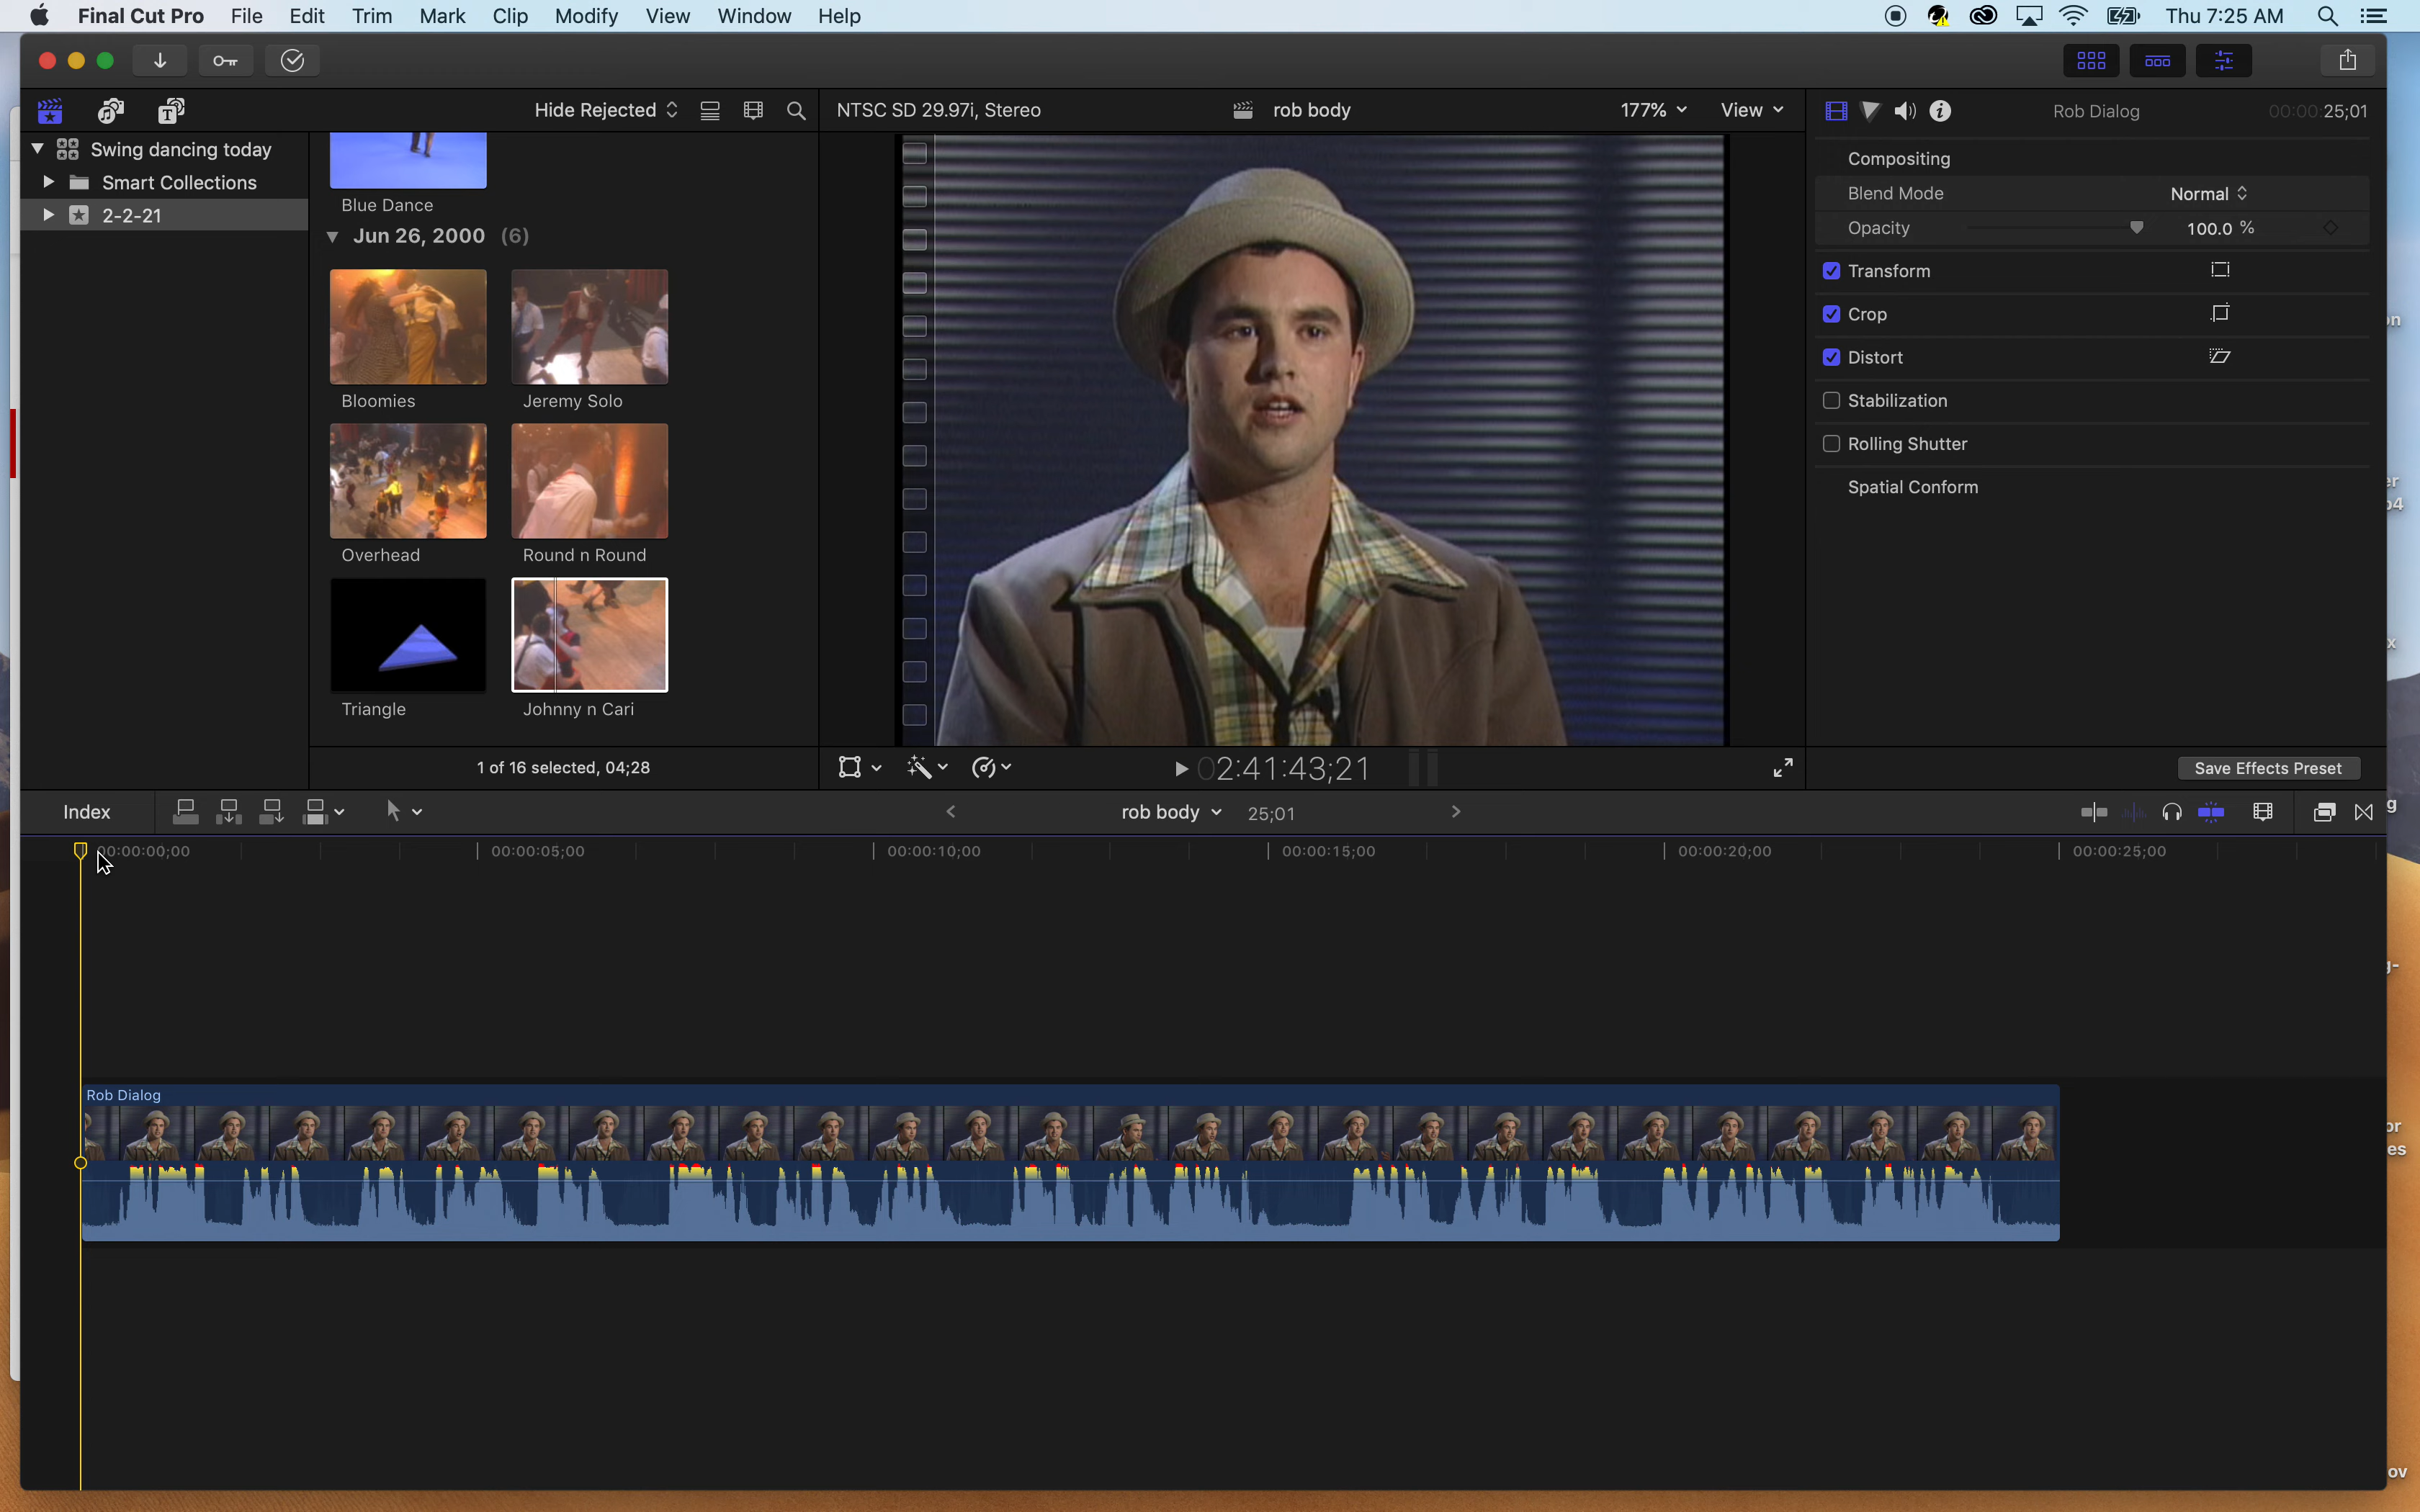 Final Cut Pro File Edit Trim Mark Clip Modify View Window Help Thu 7:25 AM
Hide Rejected NTSC SD 29.97i, Stereo rob body 177% View Rob Dialog 00:00:25;01
Swing dancing today
Smart Collections
2-2-21
Blue Dance
Jun 26, 2000 (6)
Bloomies Jeremy Solo
Overhead Round n Round
Triangle Johnny n Cari
1 of 16 selected, 04;28
02:41:43;21
Compositing
Blend Mode Normal
Opacity 100.0 %
Transform
Crop
Distort
Stabilization
Rolling Shutter
Spatial Conform
Save Effects Preset
Index rob body 25;01
00:00:00;00 00:00:05;00 00:00:10;00 00:00:15;00 00:00:20;00 00:00:25;00
Rob Dialog